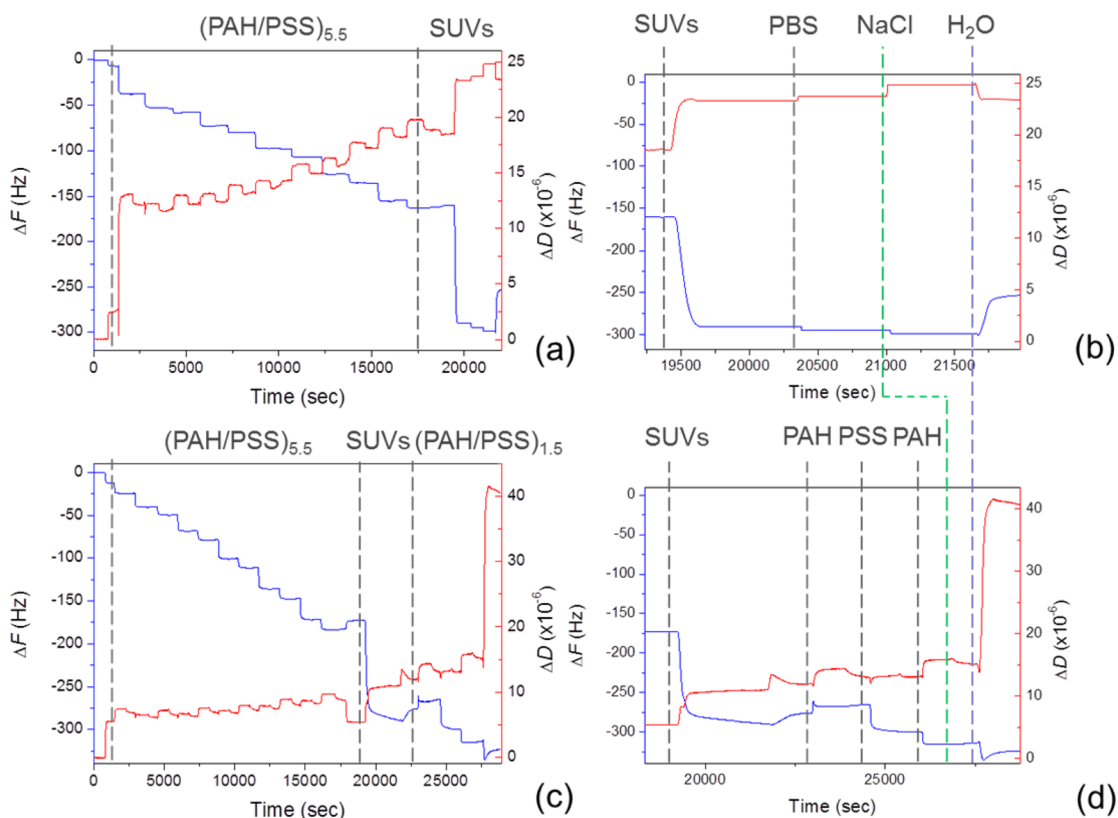 (PAH/PSS)5.5 SUVs
0
-50
-100
-150
-200
-250
-300
ΔF (Hz)
25
20
15
10
5
0
ΔD (x10⁻⁶)
0 5000 10000 15000 20000
Time (sec)
(a)
SUVs PBS NaCl H₂O
0
-50
-100
-150
-200
-250
-300
ΔF (Hz)
25
20
15
10
5
0
ΔD (x10⁻⁶)
19500 20000 20500 21000 21500
Time (sec)
(b)
(PAH/PSS)5.5 SUVs (PAH/PSS)1.5
0
-50
-100
-150
-200
-250
-300
ΔF (Hz)
40
30
20
10
0
ΔD (x10⁻⁶)
0 5000 10000 15000 20000 25000
Time (sec)
(c)
SUVs PAH PSS PAH
0
-50
-100
-150
-200
-250
-300
ΔF (Hz)
40
30
20
10
0
ΔD (x10⁻⁶)
20000 25000
Time (sec)
(d)